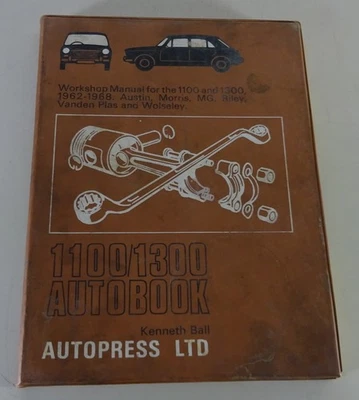 Workshop Manual for the 1100 and 1300,
1962-1968: Austin, Morris, MG, Riley,
Vanden Plas and Wolseley.
1100/1300
AUTOBOOK
Kenneth Ball
AUTOPRESS LTD